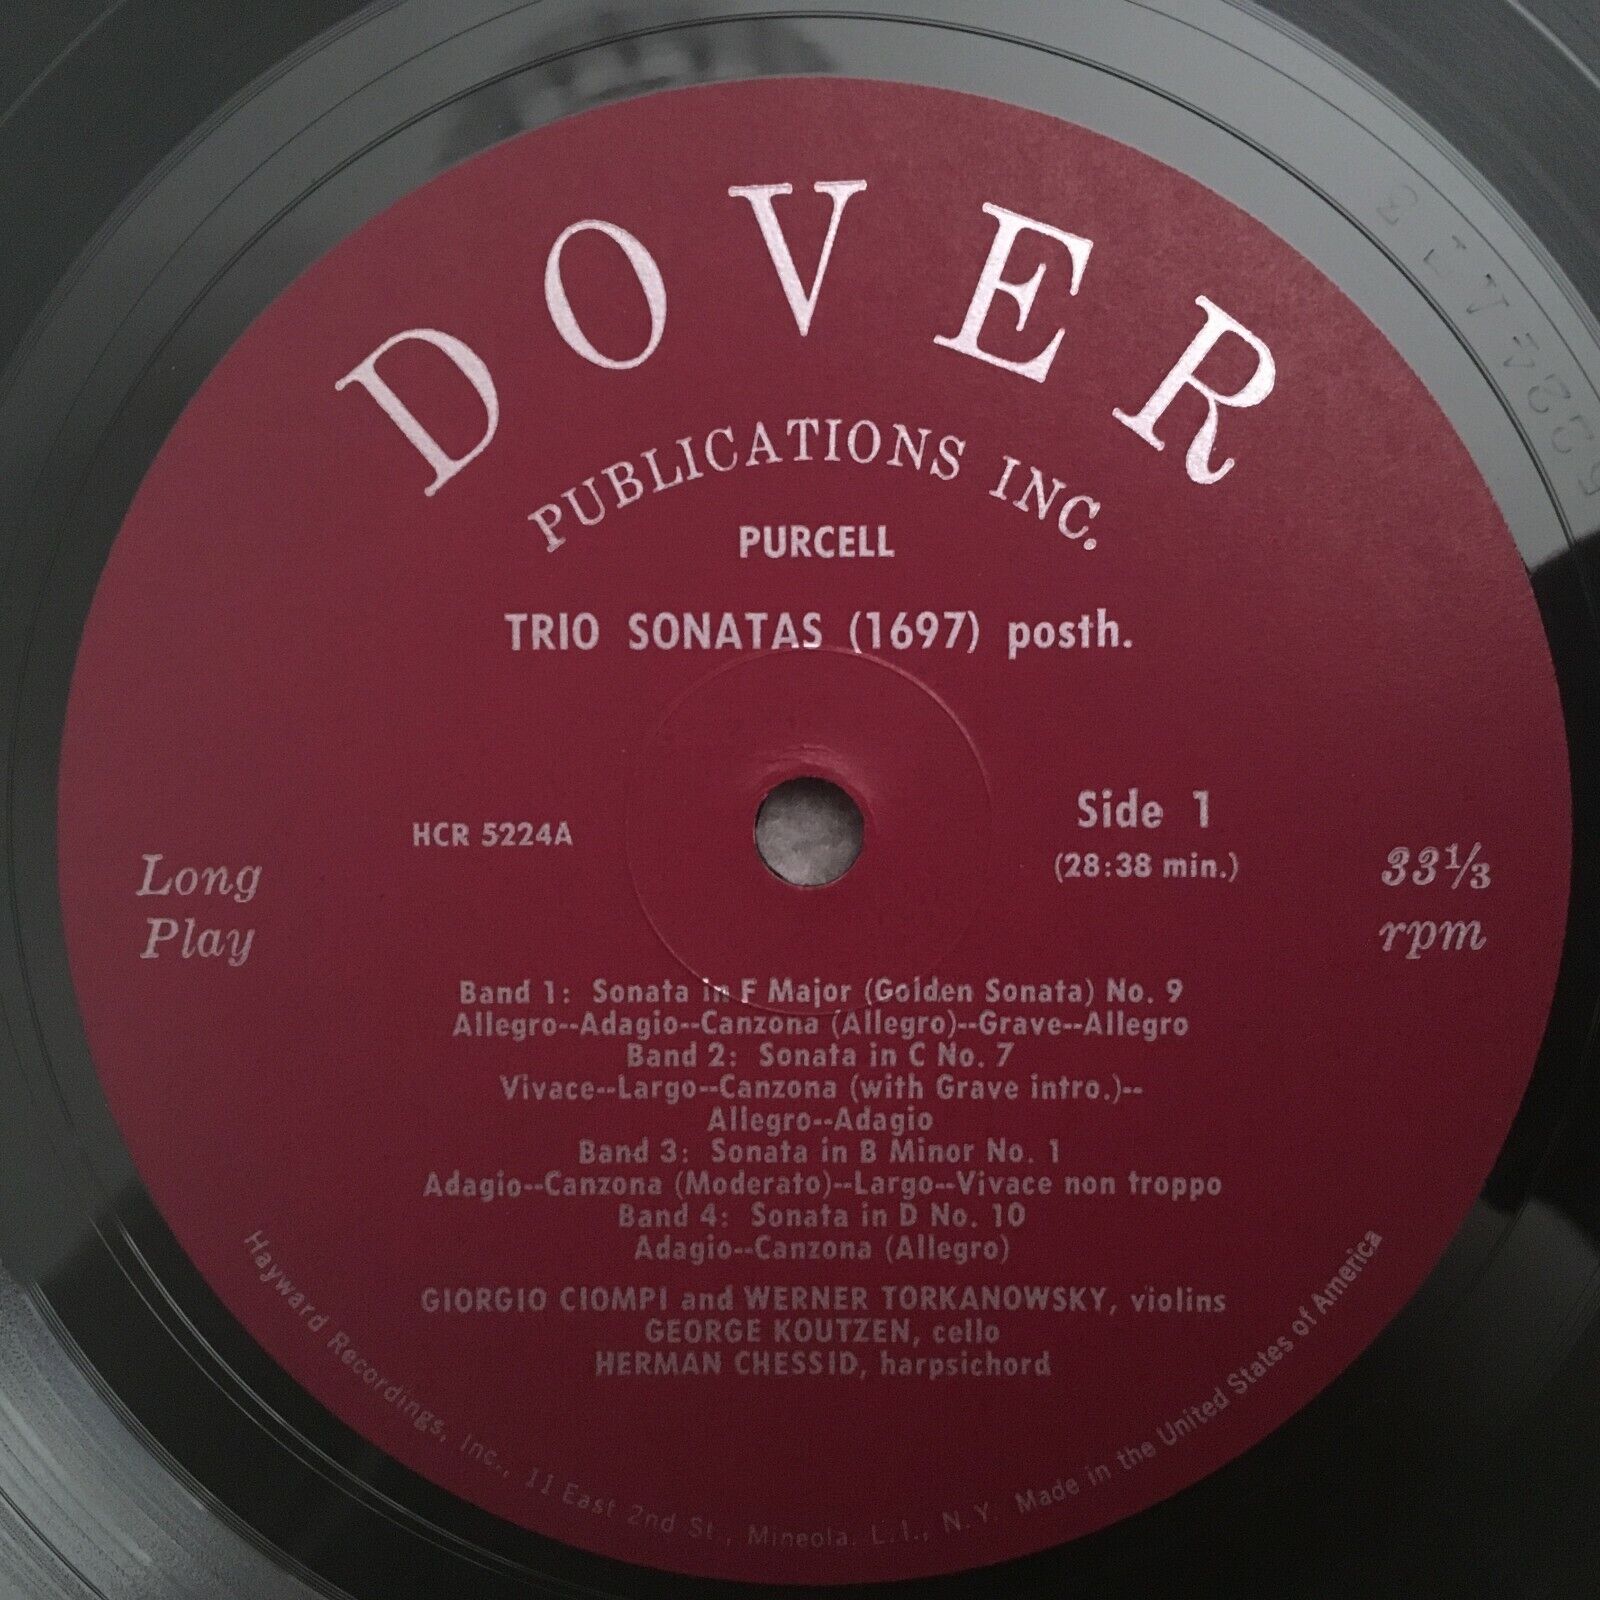 DOVER
PUBLICATIONS INC.
PURCELL
TRIO SONATAS (1697) posth.
HCR 5224A
Side 1
(28:38 min.)
Long
Play
33⅓
rpm
Band 1: Sonata in F Major (Golden Sonata) No. 9
Allegro--Adagio--Canzona (Allegro)--Grave--Allegro
Band 2: Sonata in C No. 7
Vivace--Largo--Canzona (with Grave intro.)--
Allegro--Adagio
Band 3: Sonata in B Minor No. 1
Adagio--Canzona (Moderato)--Largo--Vivace non troppo
Band 4: Sonata in D No. 10
Adagio--Canzona (Allegro)
GIORGIO CIOMPI and WERNER TORKANOWSKY, violins
GEORGE KOUTZEN, cello
HERMAN CHESSID, harpsichord
Hayward Recordings, Inc., 11 East 2nd St., Mineola, L.I., N.Y. Made in the United States of America